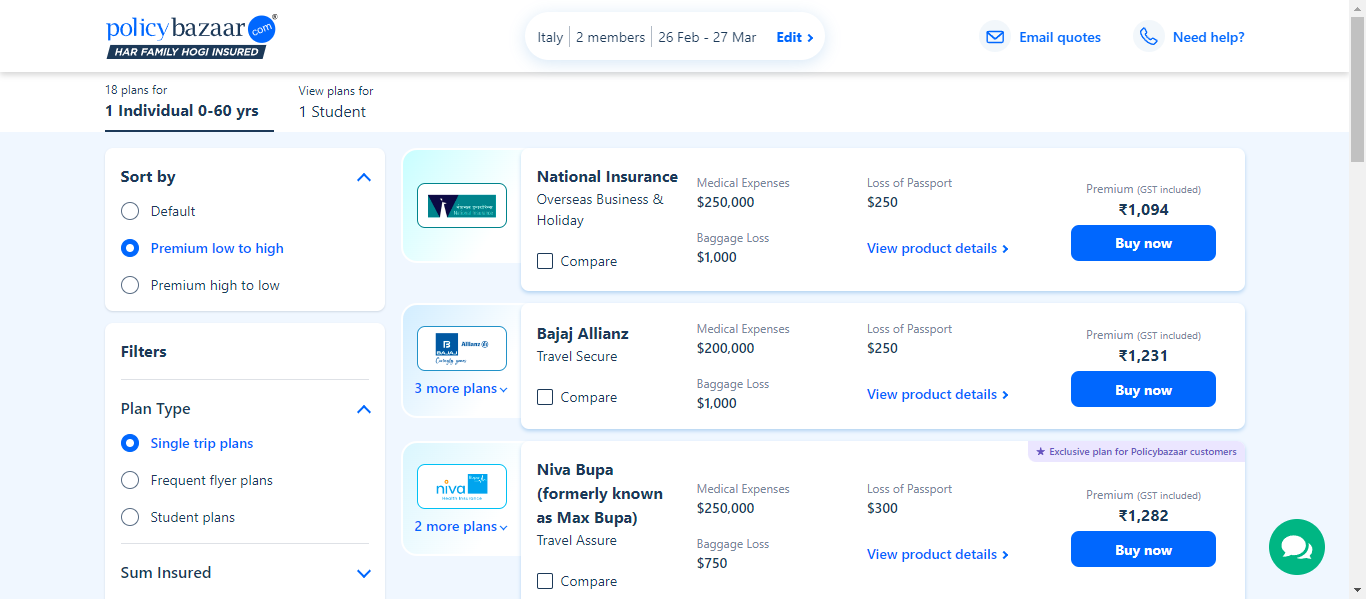 policybazaar.com®
HAR FAMILY HOGI INSURED
Italy 2 members 26 Feb - 27 Mar Edit
Email quotes
Need help?
18 plans for
1 Individual 0-60 yrs
View plans for
1 Student
Sort by
Default
Premium low to high
Premium high to low
Filters
Plan Type
Single trip plans
Frequent flyer plans
Student plans
Sum Insured
National Insurance
National Insurance
Overseas Business &
Holiday
Compare
Medical Expenses
$250,000
Baggage Loss
$1,000
Loss of Passport
$250
View product details
Premium (GST included)
₹1,094
Buy now
BAJAJ
Allianz
3 more plans
Bajaj Allianz
Travel Secure
Compare
Medical Expenses
$200,000
Baggage Loss
$1,000
Loss of Passport
$250
View product details
Premium (GST included)
₹1,231
Buy now
niva
Bupa
2 more plans
Exclusive plan for Policybazaar customers
Niva Bupa
(formerly known
as Max Bupa)
Travel Assure
Compare
Medical Expenses
$250,000
Baggage Loss
$750
Loss of Passport
$300
View product details
Premium (GST included)
₹1,282
Buy now